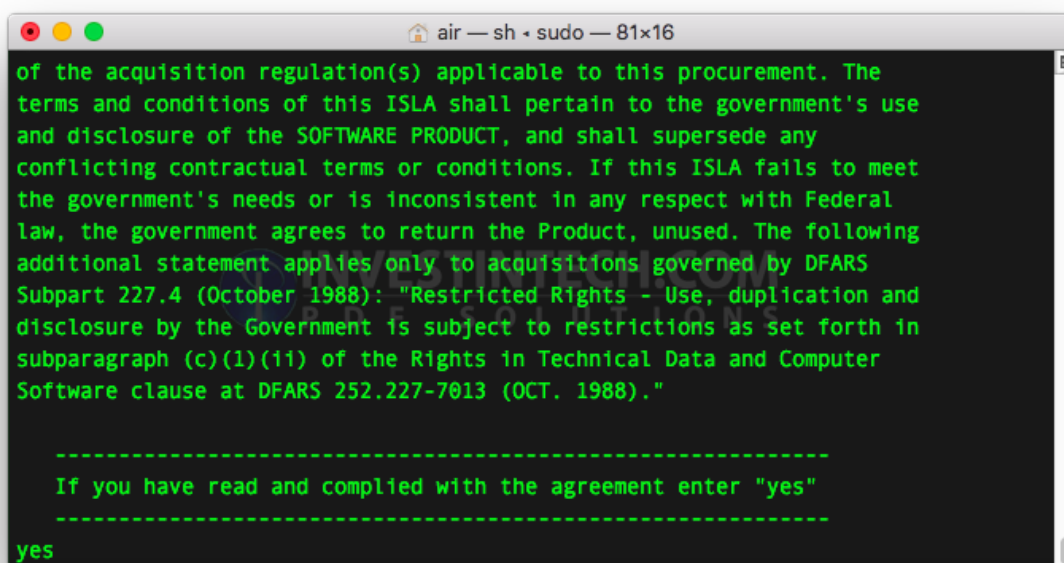 air — sh ◂ sudo — 81×16
of the acquisition regulation(s) applicable to this procurement. The
terms and conditions of this ISLA shall pertain to the government's use
and disclosure of the SOFTWARE PRODUCT, and shall supersede any
conflicting contractual terms or conditions. If this ISLA fails to meet
the government's needs or is inconsistent in any respect with Federal
law, the government agrees to return the Product, unused. The following
additional statement applies only to acquisitions governed by DFARS
Subpart 227.4 (October 1988): "Restricted Rights - Use, duplication and
disclosure by the Government is subject to restrictions as set forth in
subparagraph (c)(1)(ii) of the Rights in Technical Data and Computer
Software clause at DFARS 252.227-7013 (OCT. 1988)."
-------------------------------------------------------------
If you have read and complied with the agreement enter "yes"
-------------------------------------------------------------
yes
INVESTINTECH.COM
PDF SOLUTIONS